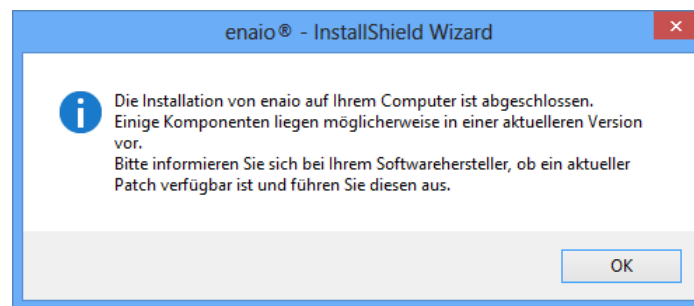 enaio® - InstallShield Wizard
Die Installation von enaio auf Ihrem Computer ist abgeschlossen.
Einige Komponenten liegen möglicherweise in einer aktuelleren Version
vor.
Bitte informieren Sie sich bei Ihrem Softwarehersteller, ob ein aktueller
Patch verfügbar ist und führen Sie diesen aus.
OK